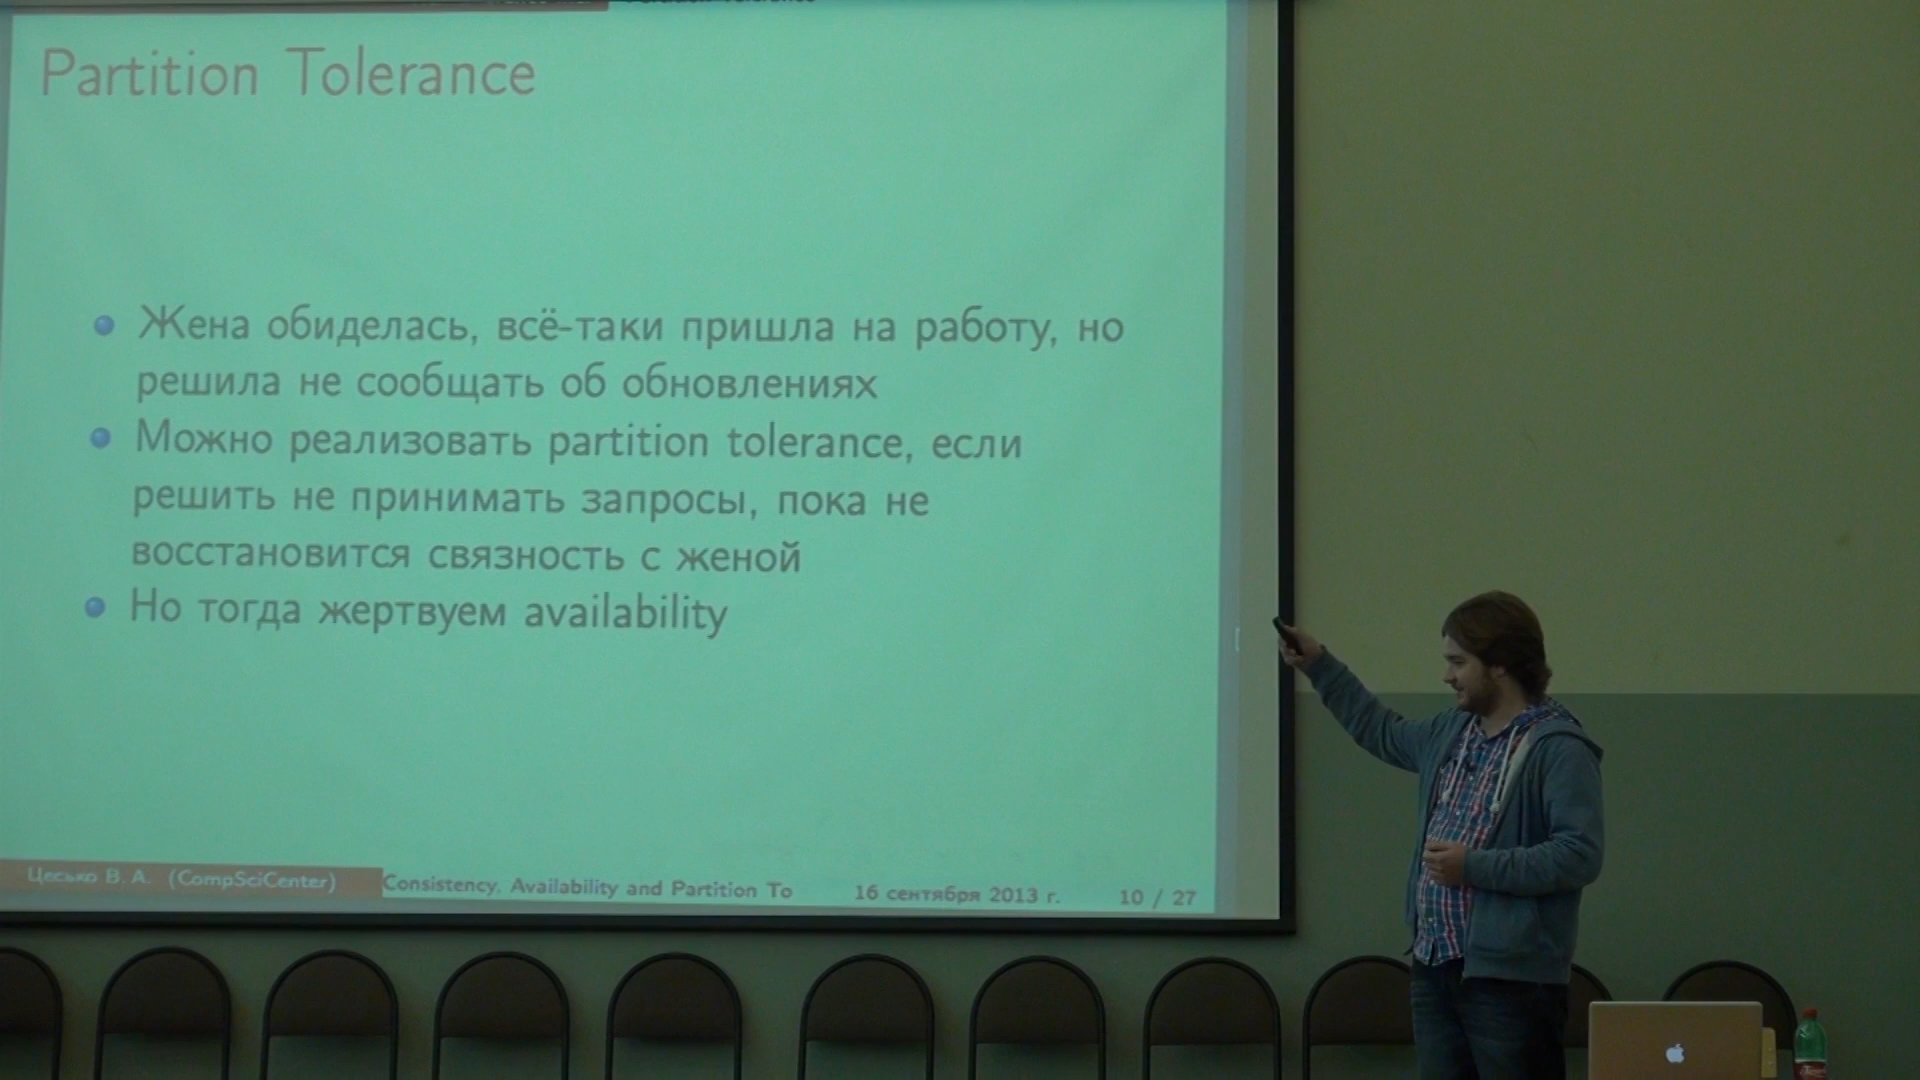 Partition Tolerance
Жена обиделась, всё-таки пришла на работу, но
решила не сообщать об обновлениях
Можно реализовать partition tolerance, если
решить не принимать запросы, пока не
восстановится связность с женой
Но тогда жертвуем availability
Цесько В. А. (CompSciCenter)
Consistency, Availability and Partition To
16 сентября 2013 г.
10 / 27